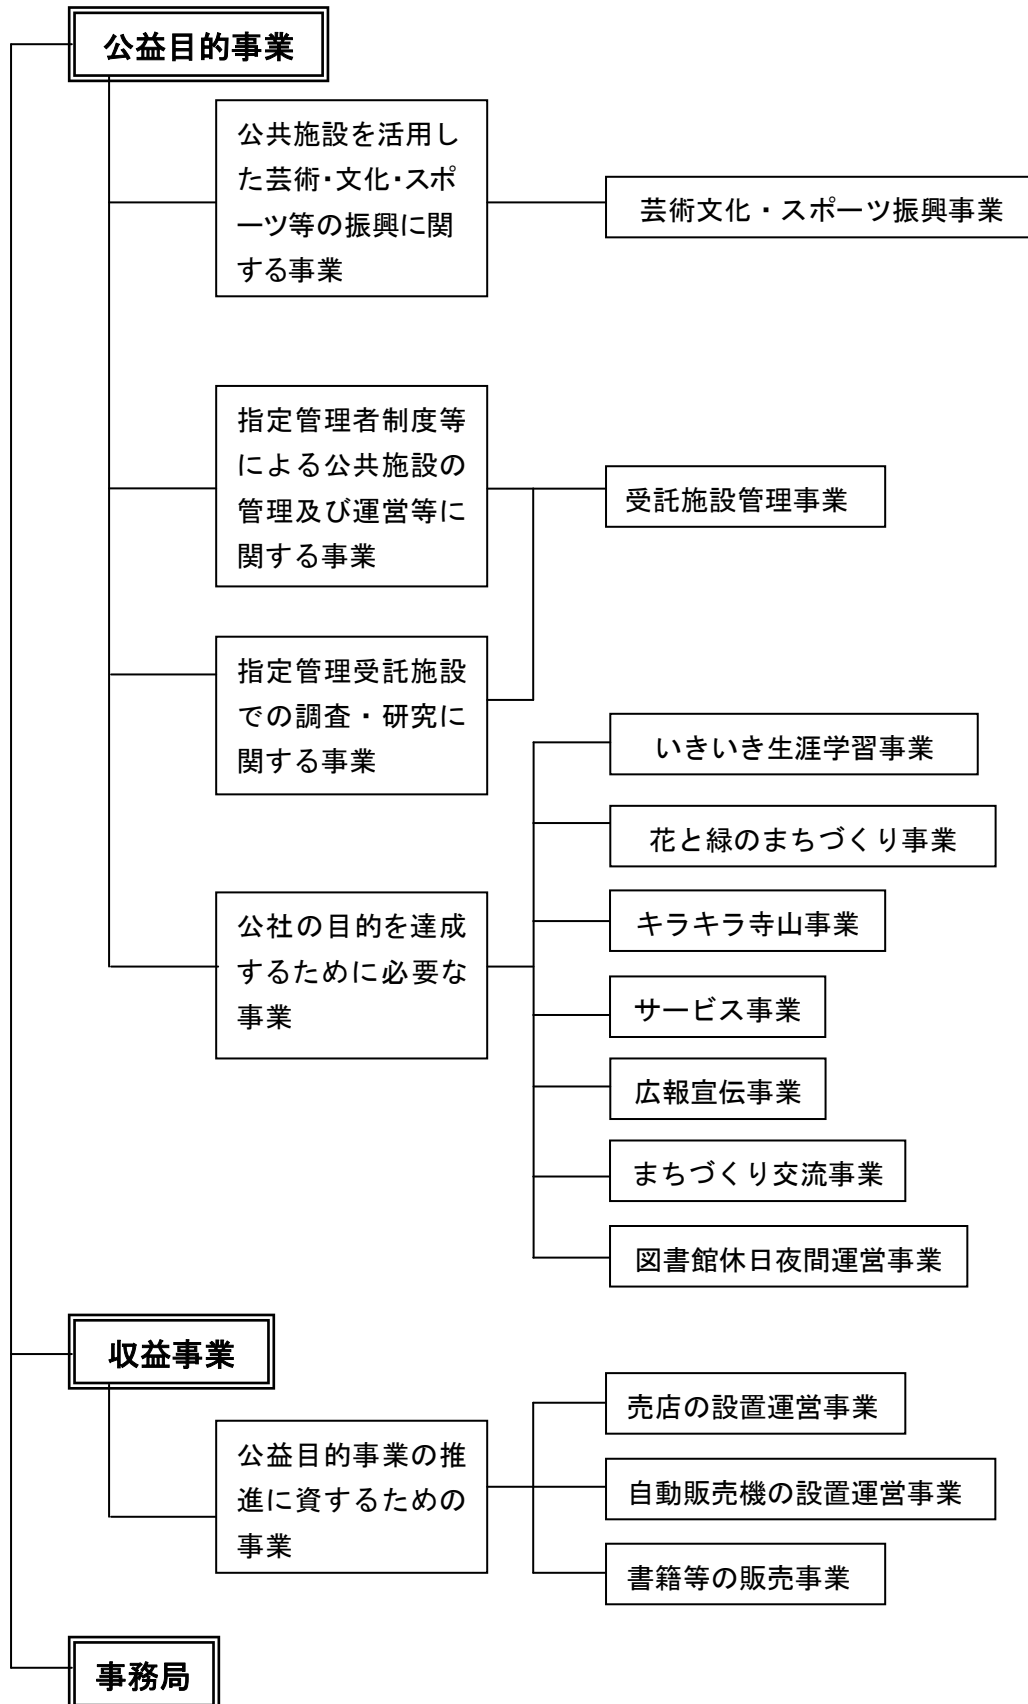 公益目的事業
公共施設を活用し
た芸術・文化・スポ
ーツ等の振興に関
する事業
芸術文化・スポーツ振興事業
指定管理者制度等
による公共施設の
管理及び運営等に
関する事業
受託施設管理事業
指定管理受託施設
での調査・研究に
関する事業
公社の目的を達成
するために必要な
事業
いきいき生涯学習事業
花と緑のまちづくり事業
キラキラ寺山事業
サービス事業
広報宣伝事業
まちづくり交流事業
図書館休日夜間運営事業
収益事業
公益目的事業の推
進に資するための
事業
売店の設置運営事業
自動販売機の設置運営事業
書籍等の販売事業
事務局